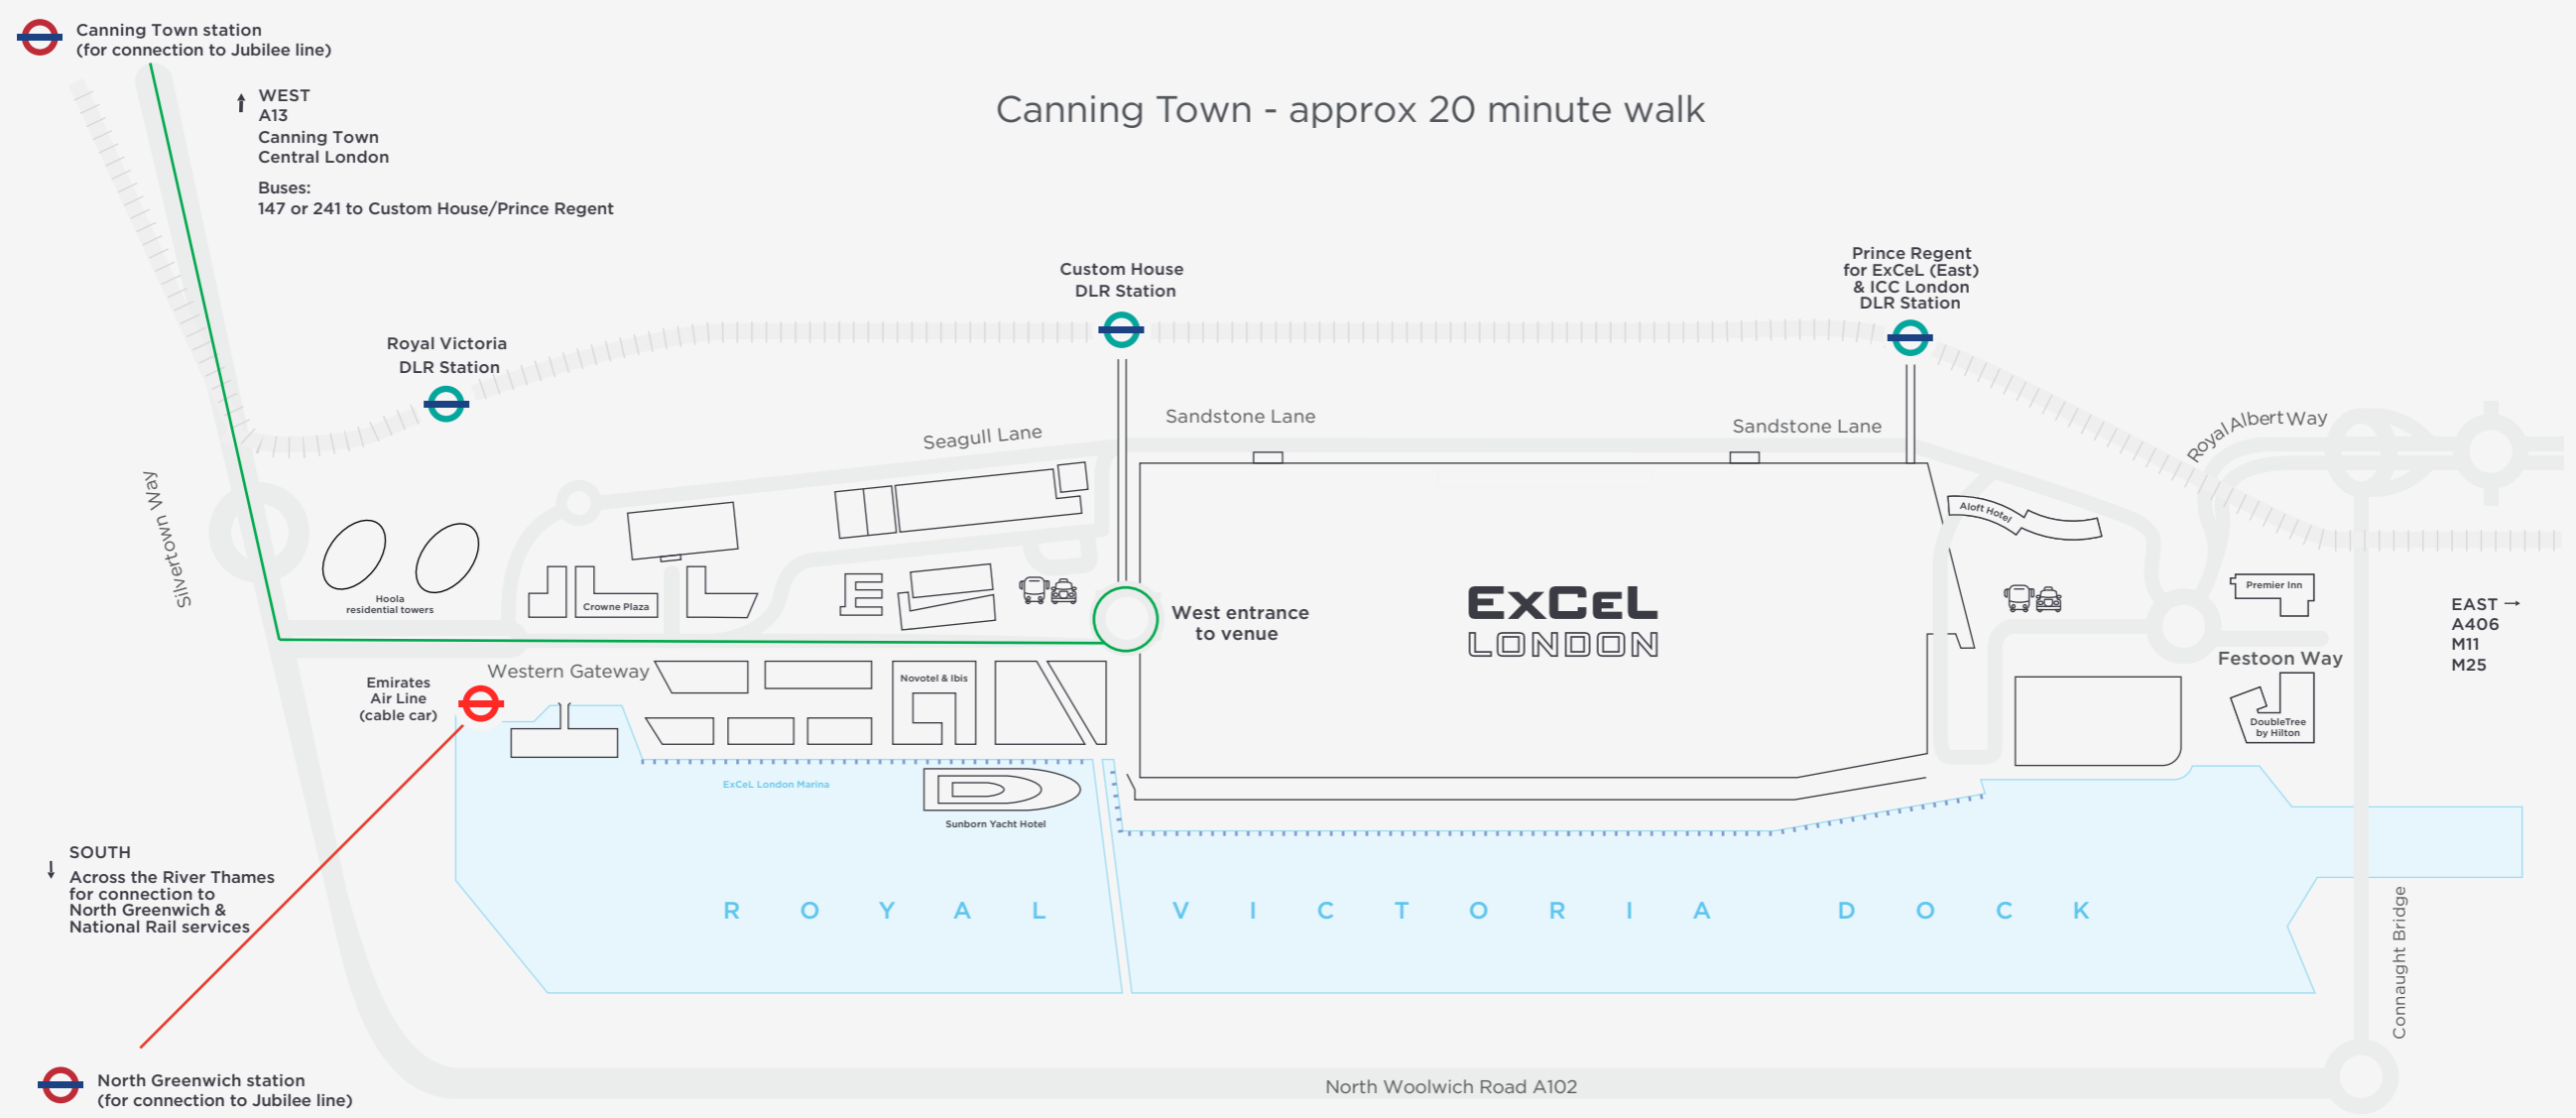 Canning Town station
(for connection to Jubilee line)
WEST
A13
Canning Town
Central London
Buses:
147 or 241 to Custom House/Prince Regent
Canning Town - approx 20 minute walk
Custom House
DLR Station
Prince Regent
for ExCeL (East)
& ICC London
DLR Station
Royal Victoria
DLR Station
Seagull Lane
Sandstone Lane
Sandstone Lane
Royal Albert Way
Silvertown Way
Hoola
residential towers
Crowne Plaza
Aloft Hotel
Premier Inn
West entrance
to venue
ExCeL
LONDON
EAST →
A406
M11
M25
Festoon Way
Western Gateway
Emirates
Air Line
(cable car)
Novotel & Ibis
DoubleTree
by Hilton
ExCeL London Marina
Sunborn Yacht Hotel
SOUTH
Across the River Thames
for connection to
North Greenwich &
National Rail services
ROYAL VICTORIA DOCK
Connaught Bridge
North Woolwich Road A102
North Greenwich station
(for connection to Jubilee line)